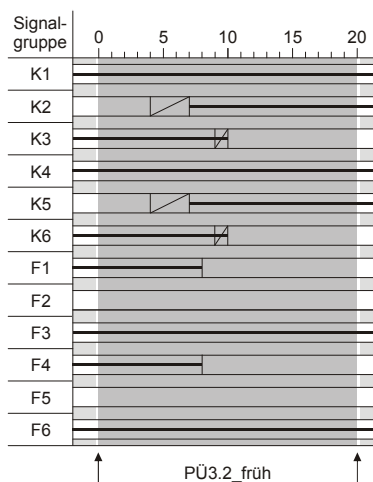 Signal-
gruppe
0 5 10 15 20
K1
K2
K3
K4
K5
K6
F1
F2
F3
F4
F5
F6
PÜ3.2_früh